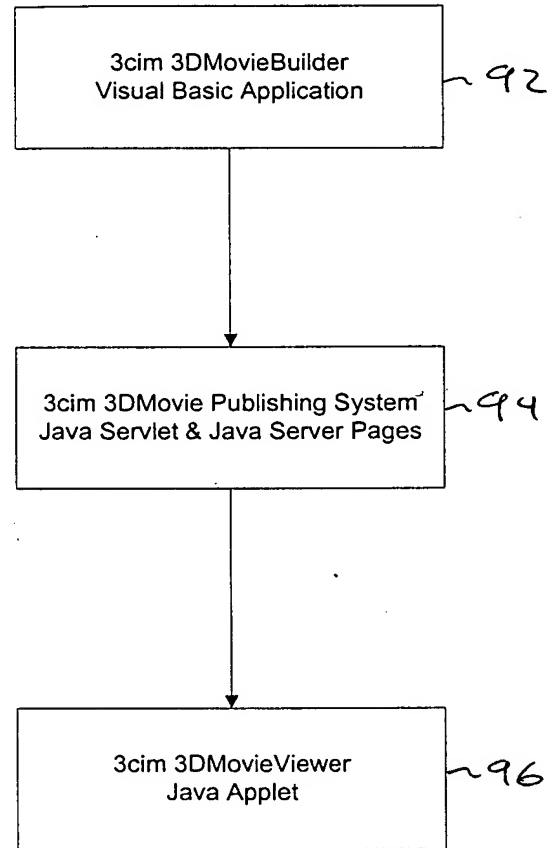 3cim 3DMovieBuilder
Visual Basic Application
92
3cim 3DMovie Publishing System
Java Servlet & Java Server Pages
94
3cim 3DMovieViewer
Java Applet
96